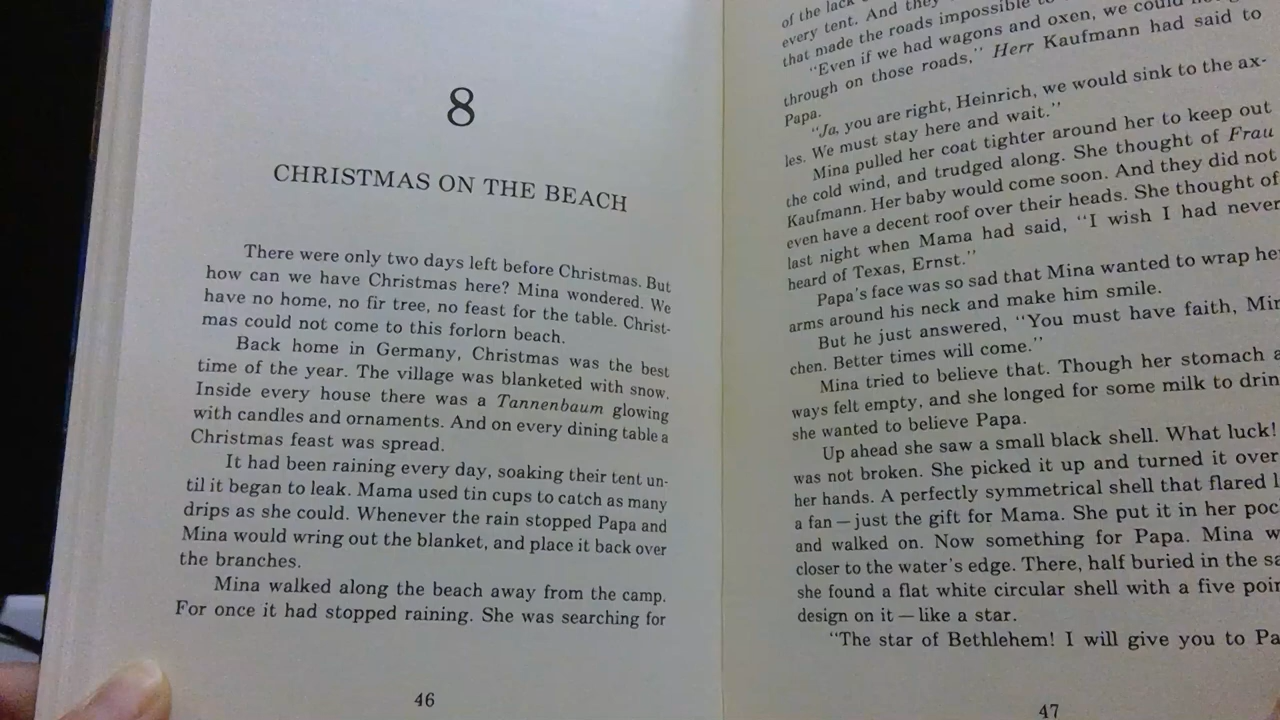 8
CHRISTMAS ON THE BEACH
There were only two days left before Christmas. But
how can we have Christmas here? Mina wondered. We
have no home, no fir tree, no feast for the table. Christ-
mas could not come to this forlorn beach.
Back home in Germany, Christmas was the best
time of the year. The village was blanketed with snow.
Inside every house there was a Tannenbaum glowing
with candles and ornaments. And on every dining table a
Christmas feast was spread.
It had been raining every day, soaking their tent un-
til it began to leak. Mama used tin cups to catch as many
drips as she could. Whenever the rain stopped Papa and
Mina would wring out the blanket, and place it back over
the branches.
Mina walked along the beach away from the camp.
For once it had stopped raining. She was searching for
46
of the lack
every tent. And they
that made the roads impossible
"Even if we had wagons and oxen, we could
through on those roads," Herr Kaufmann had said to
Papa.
"Ja, you are right, Heinrich, we would sink to the ax-
les. We must stay here and wait."
Mina pulled her coat tighter around her to keep out
the cold wind, and trudged along. She thought of Frau
Kaufmann. Her baby would come soon. And they did not
even have a decent roof over their heads. She thought of
last night when Mama had said, "I wish I had never
heard of Texas, Ernst."
Papa's face was so sad that Mina wanted to wrap
arms around his neck and make him smile.
But he just answered, "You must have faith,
chen. Better times will come."
Mina tried to believe that. Though her stomach
ways felt empty, and she longed for some milk to
she wanted to believe Papa.
Up ahead she saw a small black shell. What luck!
was not broken. She picked it up and turned it over
her hands. A perfectly symmetrical shell that flared
a fan — just the gift for Mama. She put it in her
and walked on. Now something for Papa. Mina
closer to the water's edge. There, half buried in the
she found a flat white circular shell with a five
design on it — like a star.
"The star of Bethlehem! I will give you to
47